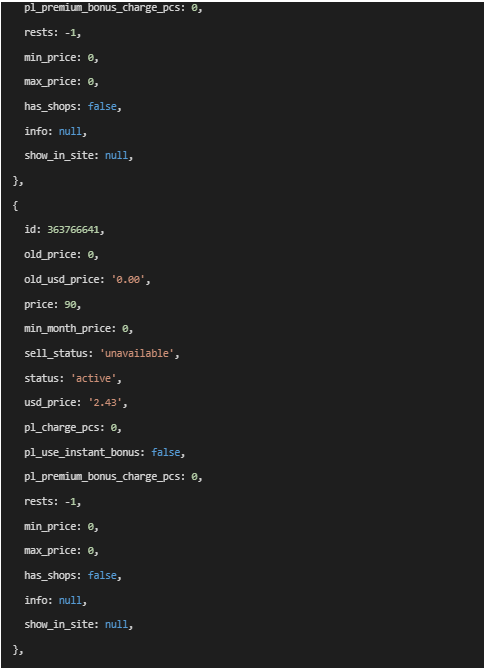 pl_premium_bonus_charge_pcs: 0,
rests: -1,
min_price: 0,
max_price: 0,
has_shops: false,
info: null,
show_in_site: null,
},
{
id: 363766641,
old_price: 0,
old_usd_price: '0.00',
price: 90,
min_month_price: 0,
sell_status: 'unavailable',
status: 'active',
usd_price: '2.43',
pl_charge_pcs: 0,
pl_use_instant_bonus: false,
pl_premium_bonus_charge_pcs: 0,
rests: -1,
min_price: 0,
max_price: 0,
has_shops: false,
info: null,
show_in_site: null,
},